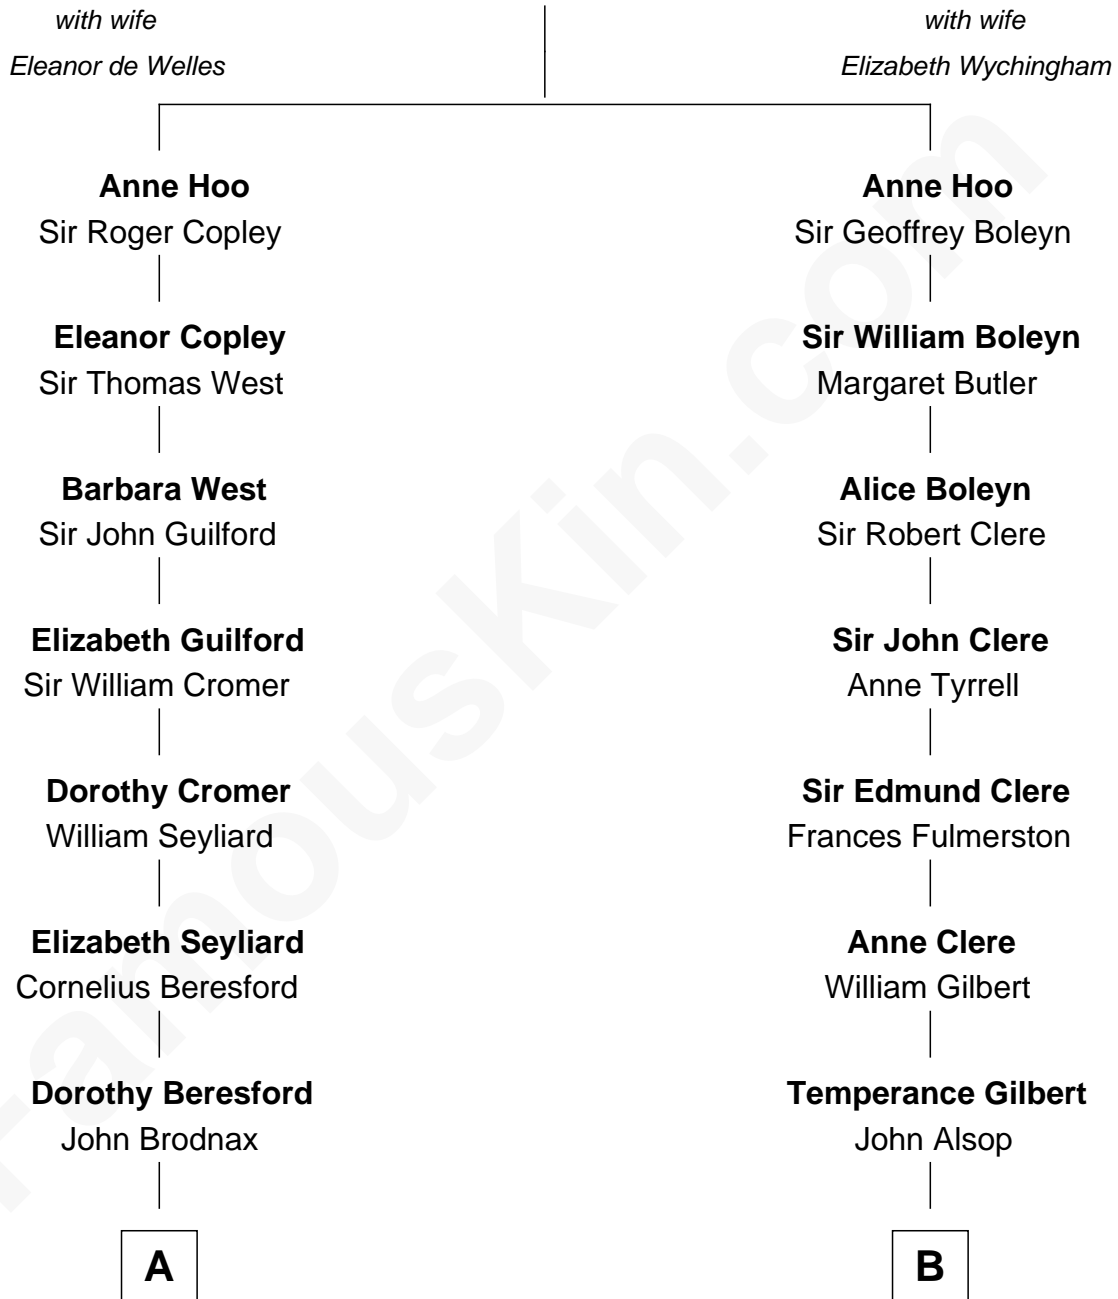 with wife
Eleanor de Welles
with wife
Elizabeth Wychingham
Anne Hoo
Sir Roger Copley
Anne Hoo
Sir Geoffrey Boleyn
Eleanor Copley
Sir Thomas West
Sir William Boleyn
Margaret Butler
Barbara West
Sir John Guilford
Alice Boleyn
Sir Robert Clere
Elizabeth Guilford
Sir William Cromer
Sir John Clere
Anne Tyrrell
Dorothy Cromer
William Seyliard
Sir Edmund Clere
Frances Fulmerston
Elizabeth Seyliard
Cornelius Beresford
Anne Clere
William Gilbert
Dorothy Beresford
John Brodnax
Temperance Gilbert
John Alsop
A
B
FamousKin.com